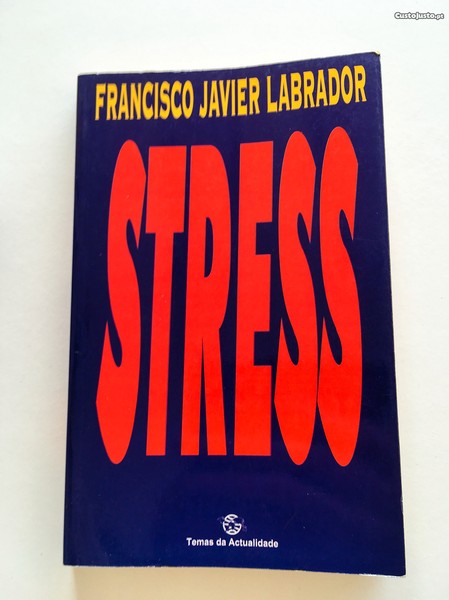 CustoJusto.pt
FRANCISCO JAVIER LABRADOR
STRESS
Temas da Actualidade